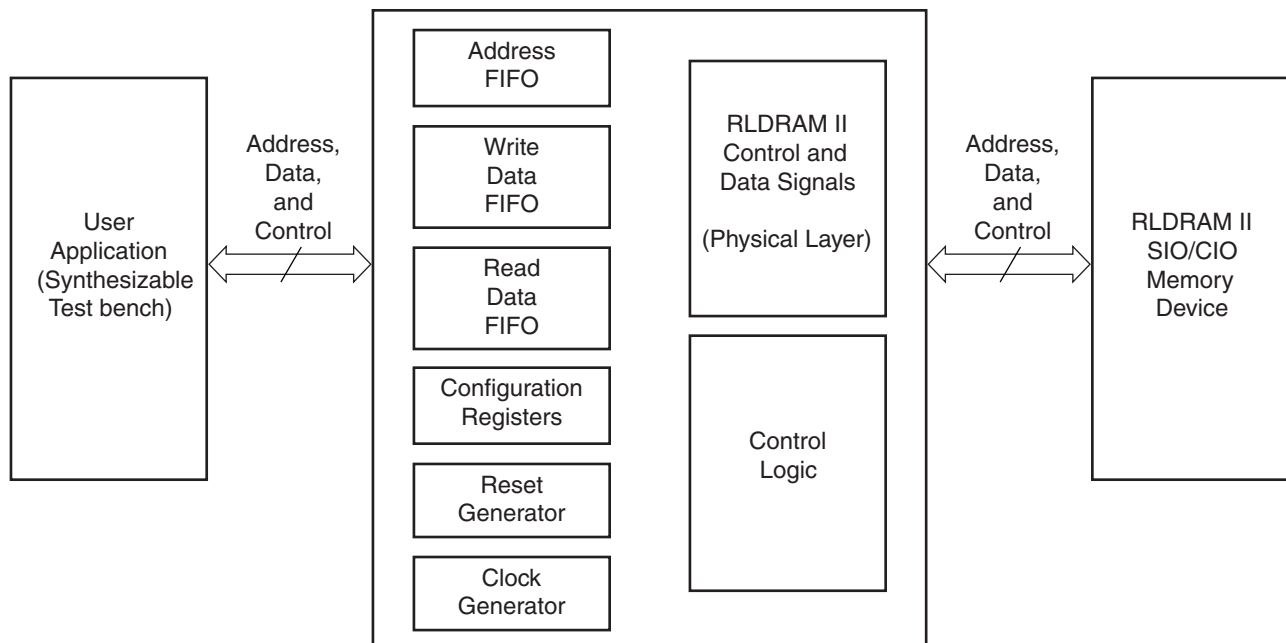 User
Application
(Synthesizable
Test bench)
Address,
Data,
and
Control
Address
FIFO
Write
Data
FIFO
Read
Data
FIFO
Configuration
Registers
Reset
Generator
Clock
Generator
RLDRAM II
Control and
Data Signals
(Physical Layer)
Control
Logic
Address,
Data,
and
Control
RLDRAM II
SIO/CIO
Memory
Device